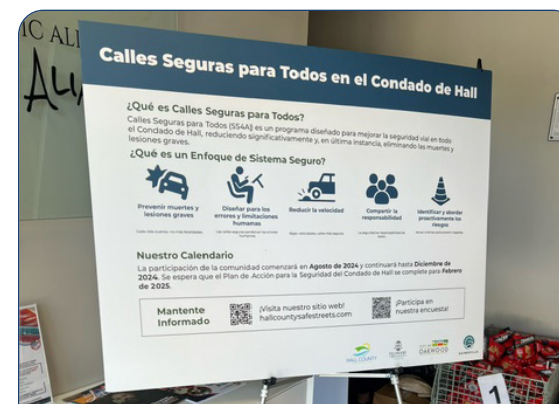 IC ALL
Calles Seguras para Todos en el Condado de Hall
¿Qué es Calles Seguras para Todos?
Calles Seguras para Todos (SS4A) es un programa diseñado para mejorar la seguridad vial en todo
el Condado de Hall, reduciendo significativamente y, en última instancia, eliminando las muertes y
lesiones graves.
¿Qué es un Enfoque de Sistema Seguro?
Prevenir muertes y
lesiones graves
Diseñar para los
errores y limitaciones
humanas
Reducir la velocidad
Compartir la
responsabilidad
Identificar y abordar
proactivamente los
riesgos
Nuestro Calendario
La participación de la comunidad comenzará en Agosto de 2024 y continuará hasta Diciembre de
2024. Se espera que el Plan de Acción para la Seguridad del Condado de Hall se complete para Febrero
de 2025.
Mantente
Informado
¡Visita nuestro sitio web!
hallcountysafestreets.com
¡Participa en
nuestra encuesta!
HALL COUNTY
OAKWOOD
1